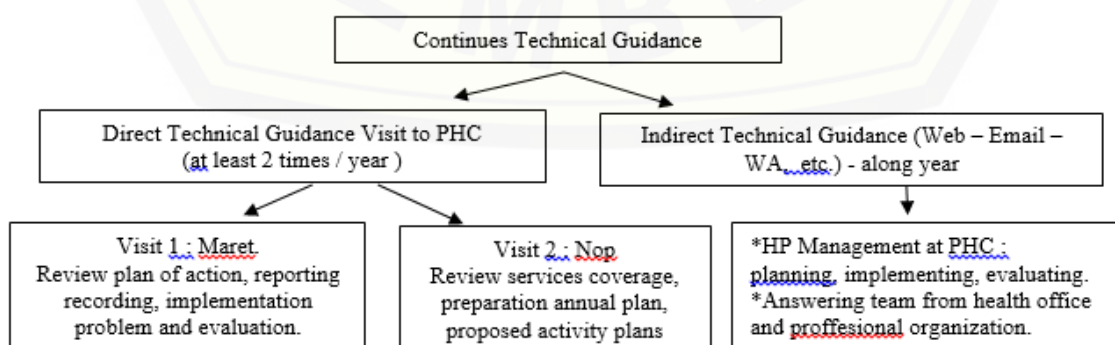 Continues Technical Guidance
Direct Technical Guidance Visit to PHC
(at least 2 times / year )
Indirect Technical Guidance (Web – Email –
WA, etc.) - along year
Visit 1 : Maret.
Review plan of action, reporting
recording, implementation
problem and evaluation.
Visit 2 : Nop
Review services coverage,
preparation annual plan,
proposed activity plans
*HP Management at PHC :
planning, implementing, evaluating.
*Answering team from health office
and proffesional organization.